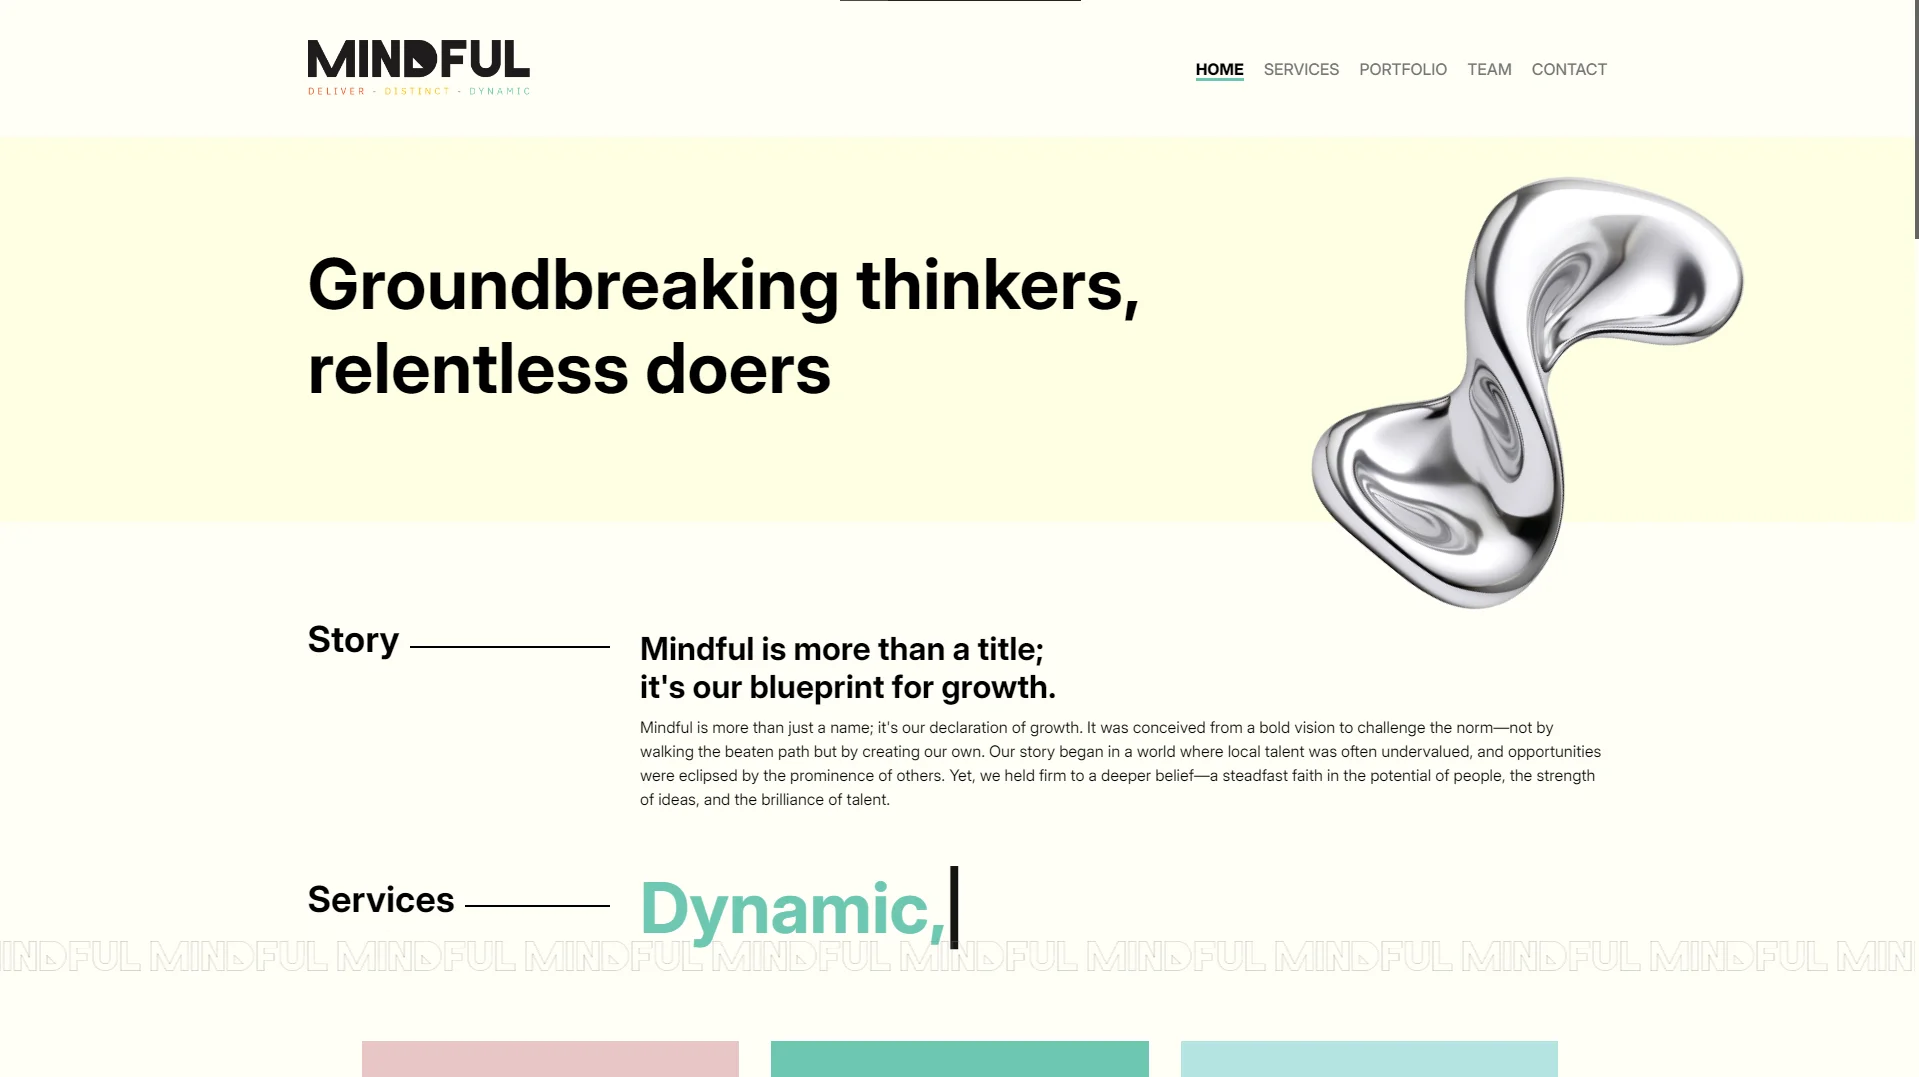 MINDFUL
DELIVER - DISTINCT - DYNAMIC
HOME SERVICES PORTFOLIO TEAM CONTACT
Groundbreaking thinkers,
relentless doers
Story
Mindful is more than a title;
it's our blueprint for growth.
Mindful is more than just a name; it's our declaration of growth. It was conceived from a bold vision to challenge the norm—not by
walking the beaten path but by creating our own. Our story began in a world where local talent was often undervalued, and opportunities
were eclipsed by the prominence of others. Yet, we held firm to a deeper belief—a steadfast faith in the potential of people, the strength
of ideas, and the brilliance of talent.
Services
Dynamic,
INDFUL MINDFUL MINDFUL MINDFUL MINDFUL MINDFUL MINDFUL MINDFUL MINDFUL MINDFUL MIN